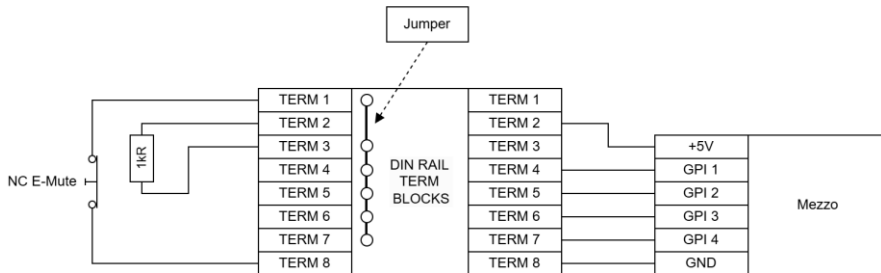 Jumper
TERM 1
TERM 2
TERM 3
TERM 4
TERM 5
TERM 6
TERM 7
TERM 8
1kR
NC E-Mute
DIN RAIL
TERM
BLOCKS
TERM 1
TERM 2
TERM 3
TERM 4
TERM 5
TERM 6
TERM 7
TERM 8
+5V
GPI 1
GPI 2
GPI 3
GPI 4
GND
Mezzo